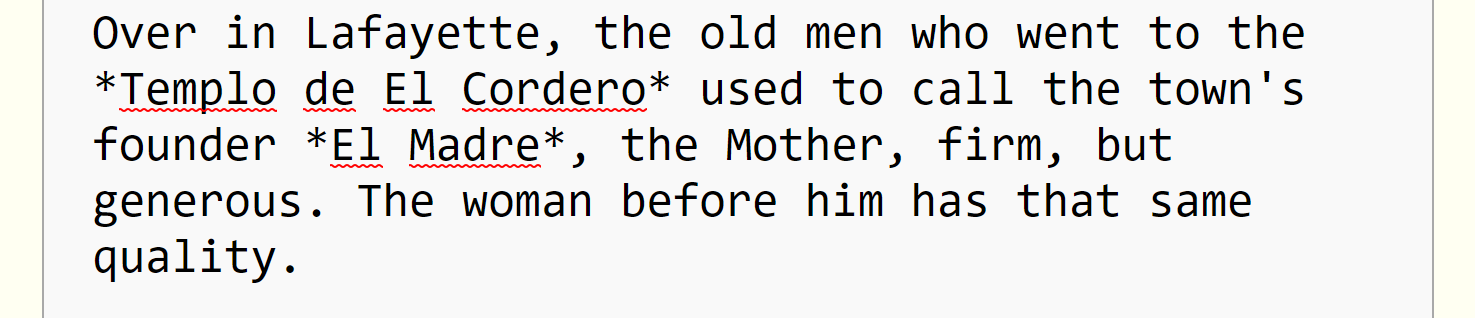 Over in Lafayette, the old men who went to the
*Templo de El Cordero* used to call the town's
founder *El Madre*, the Mother, firm, but
generous. The woman before him has that same
quality.